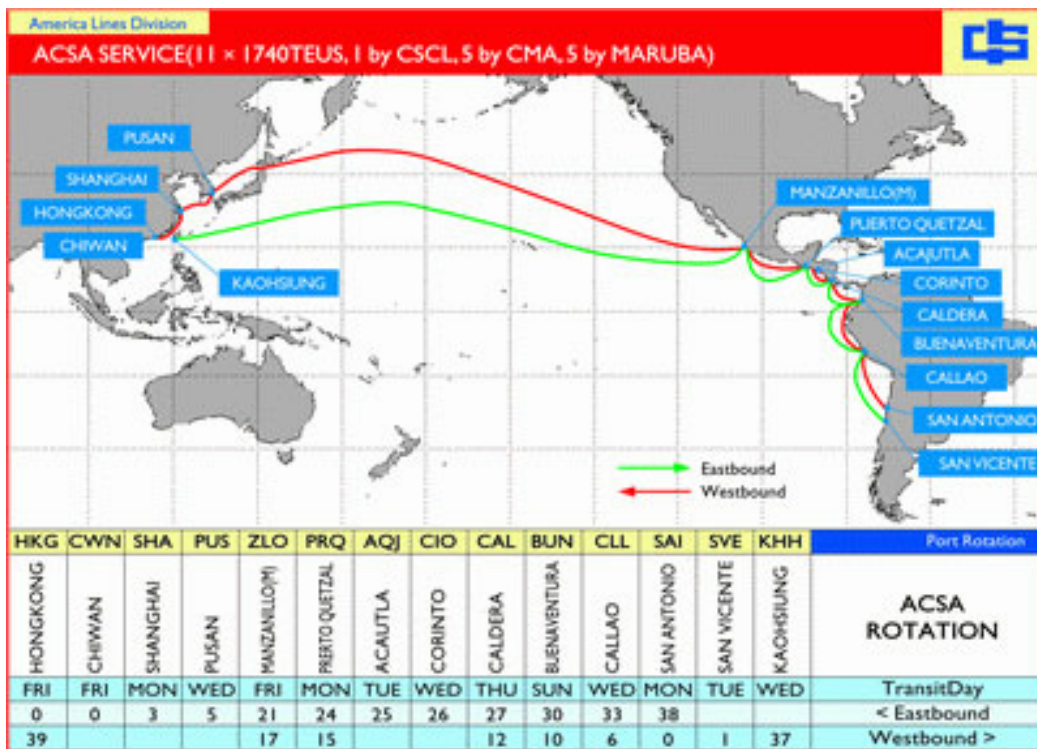 America Lines Division
ACSA SERVICE(11 × 1740TEUS, 1 by CSCL, 5 by CMA, 5 by MARUBA)
PUSAN
SHANGHAI
HONGKONG
CHIWAN
KAOHSIUNG
MANZANILLO(M)
PUERTO QUETZAL
ACAJUTLA
CORINTO
CALDERA
BUENAVENTURA
CALLAO
SAN ANTONIO
SAN VICENTE
Eastbound
Westbound
HKG CWN SHA PUS ZLO PRQ AQJ CIO CAL BUN CLL SAI SVE KHH Port Rotation
HONGKONG
CHIWAN
SHANGHAI
PUSAN
MANZANILLO(M)
PRERTO QUETZAL
ACAUTLA
CORINTO
CALDERA
BUENAVENTURA
CALLAO
SAN ANTONIO
SAN VICENTE
KAOHSIUNG
ACSA
ROTATION
FRI FRI MON WED FRI MON TUE WED THU SUN WED MON TUE WED TransitDay
0 0 3 5 21 24 25 26 27 30 33 38 < Eastbound
39 17 15 12 10 6 0 1 37 Westbound >